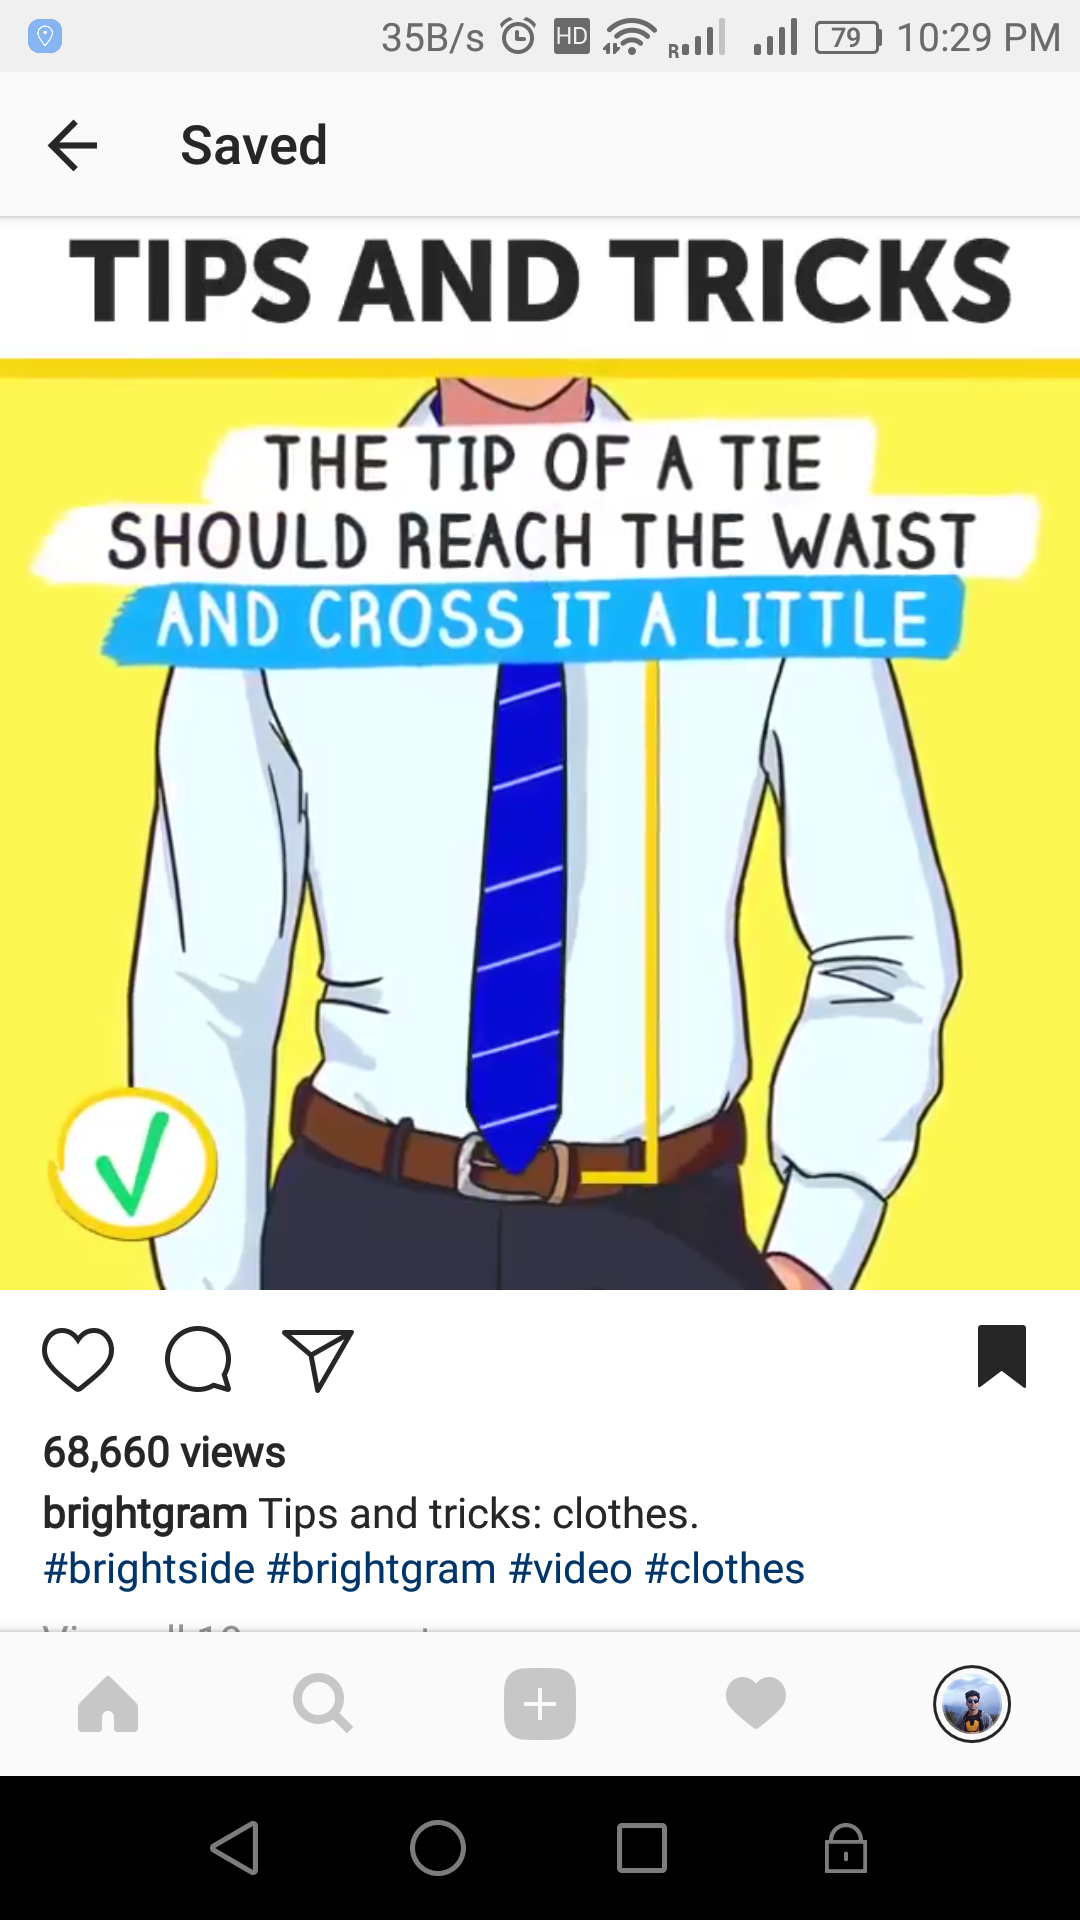 35B/s HD R 79 10:29 PM
Saved
TIPS AND TRICKS
THE TIP OF A TIE
SHOULD REACH THE WAIST
AND CROSS IT A LITTLE
68,660 views
brightgram Tips and tricks: clothes.
#brightside #brightgram #video #clothes